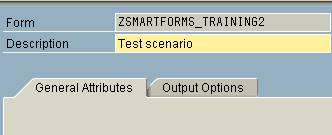 Form ZSMARTFORMS_TRAINING2
Description Test scenario
General Attributes Output Options